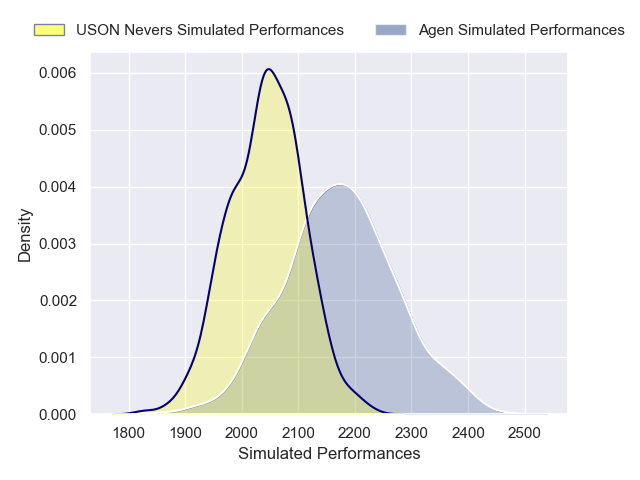 USON Nevers Simulated Performances
Agen Simulated Performances
0.006
0.005
0.004
0.003
0.002
0.001
0.000
Density
1800 1900 2000 2100 2200 2300 2400 2500
Simulated Performances